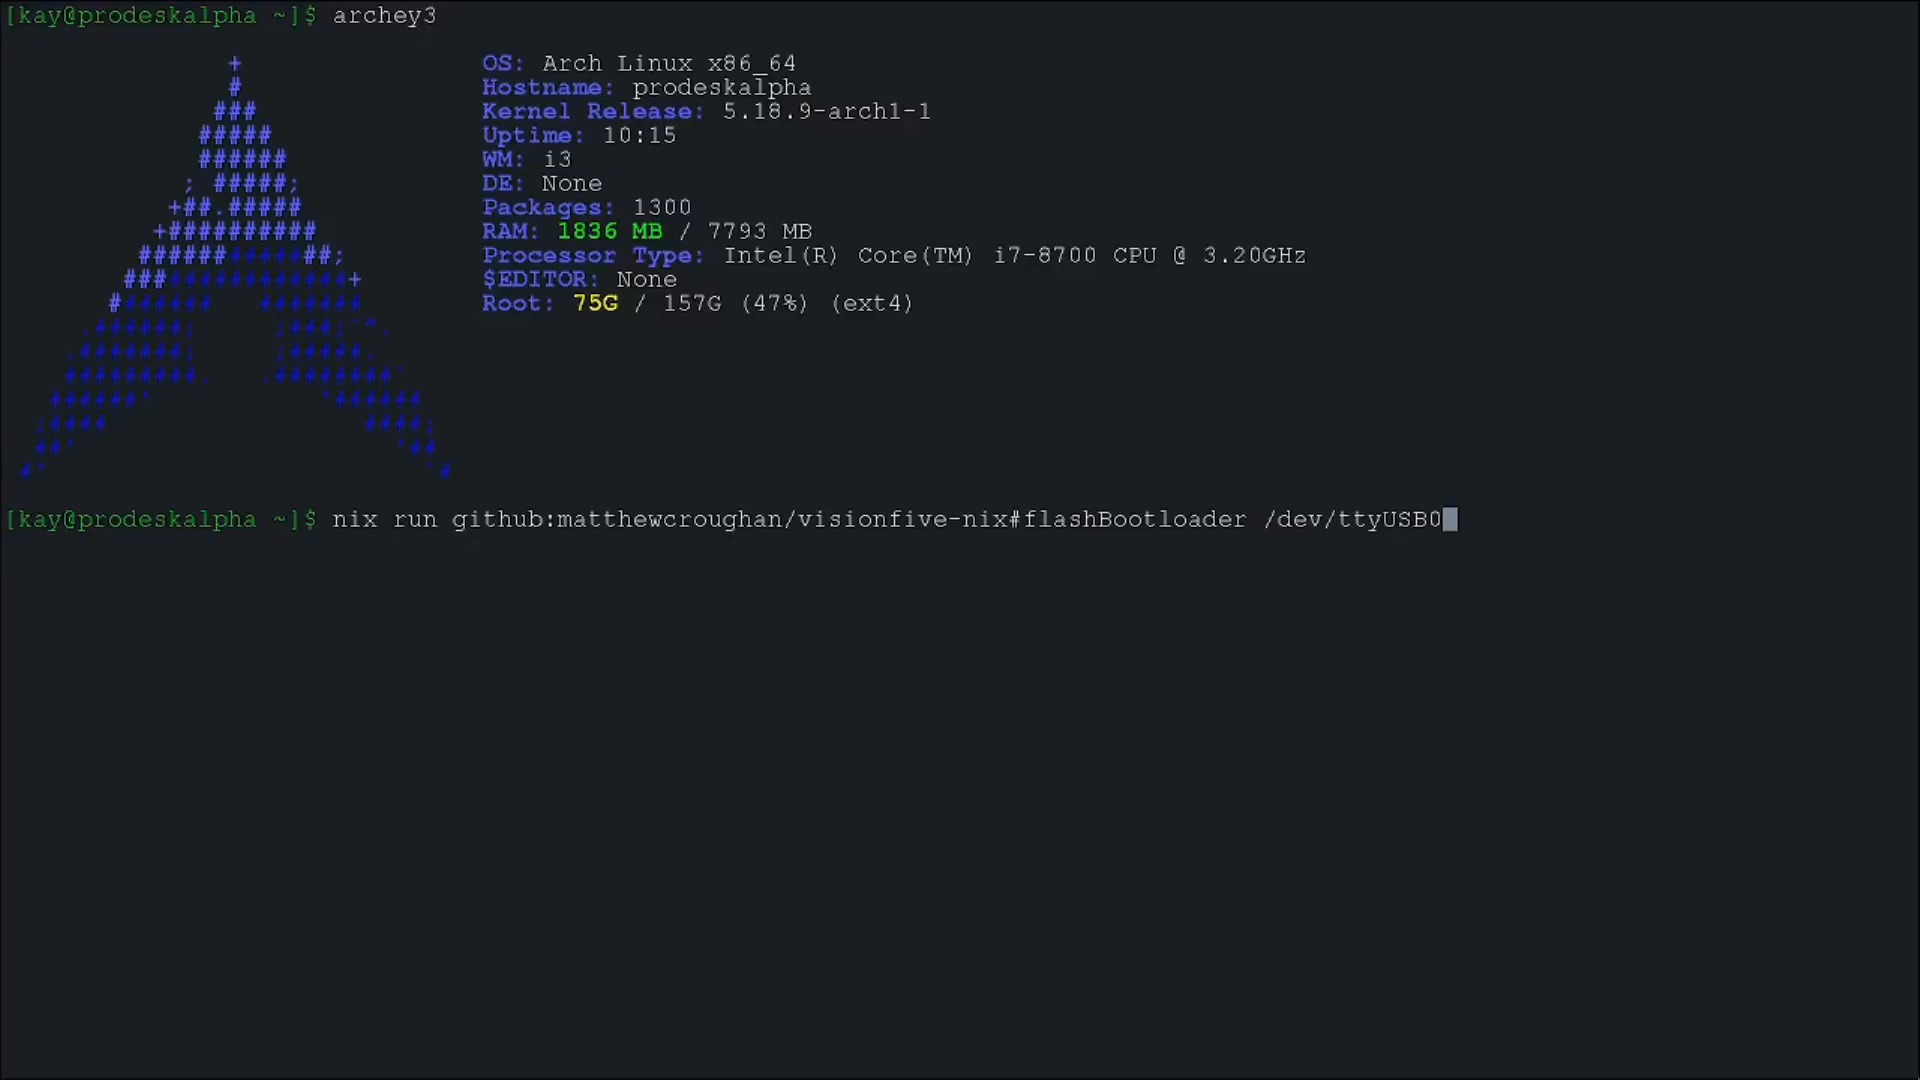 [kay@prodeskalpha ~]$ archey3
OS: Arch Linux x86_64
Hostname: prodeskalpha
Kernel Release: 5.18.9-arch1-1
Uptime: 10:15
WM: i3
DE: None
Packages: 1300
RAM: 1836 MB / 7793 MB
Processor Type: Intel(R) Core(TM) i7-8700 CPU @ 3.20GHz
$EDITOR: None
Root: 75G / 157G (47%) (ext4)
[kay@prodeskalpha ~]$ nix run github:matthewcroughan/visionfive-nix#flashBootloader /dev/ttyUSB0